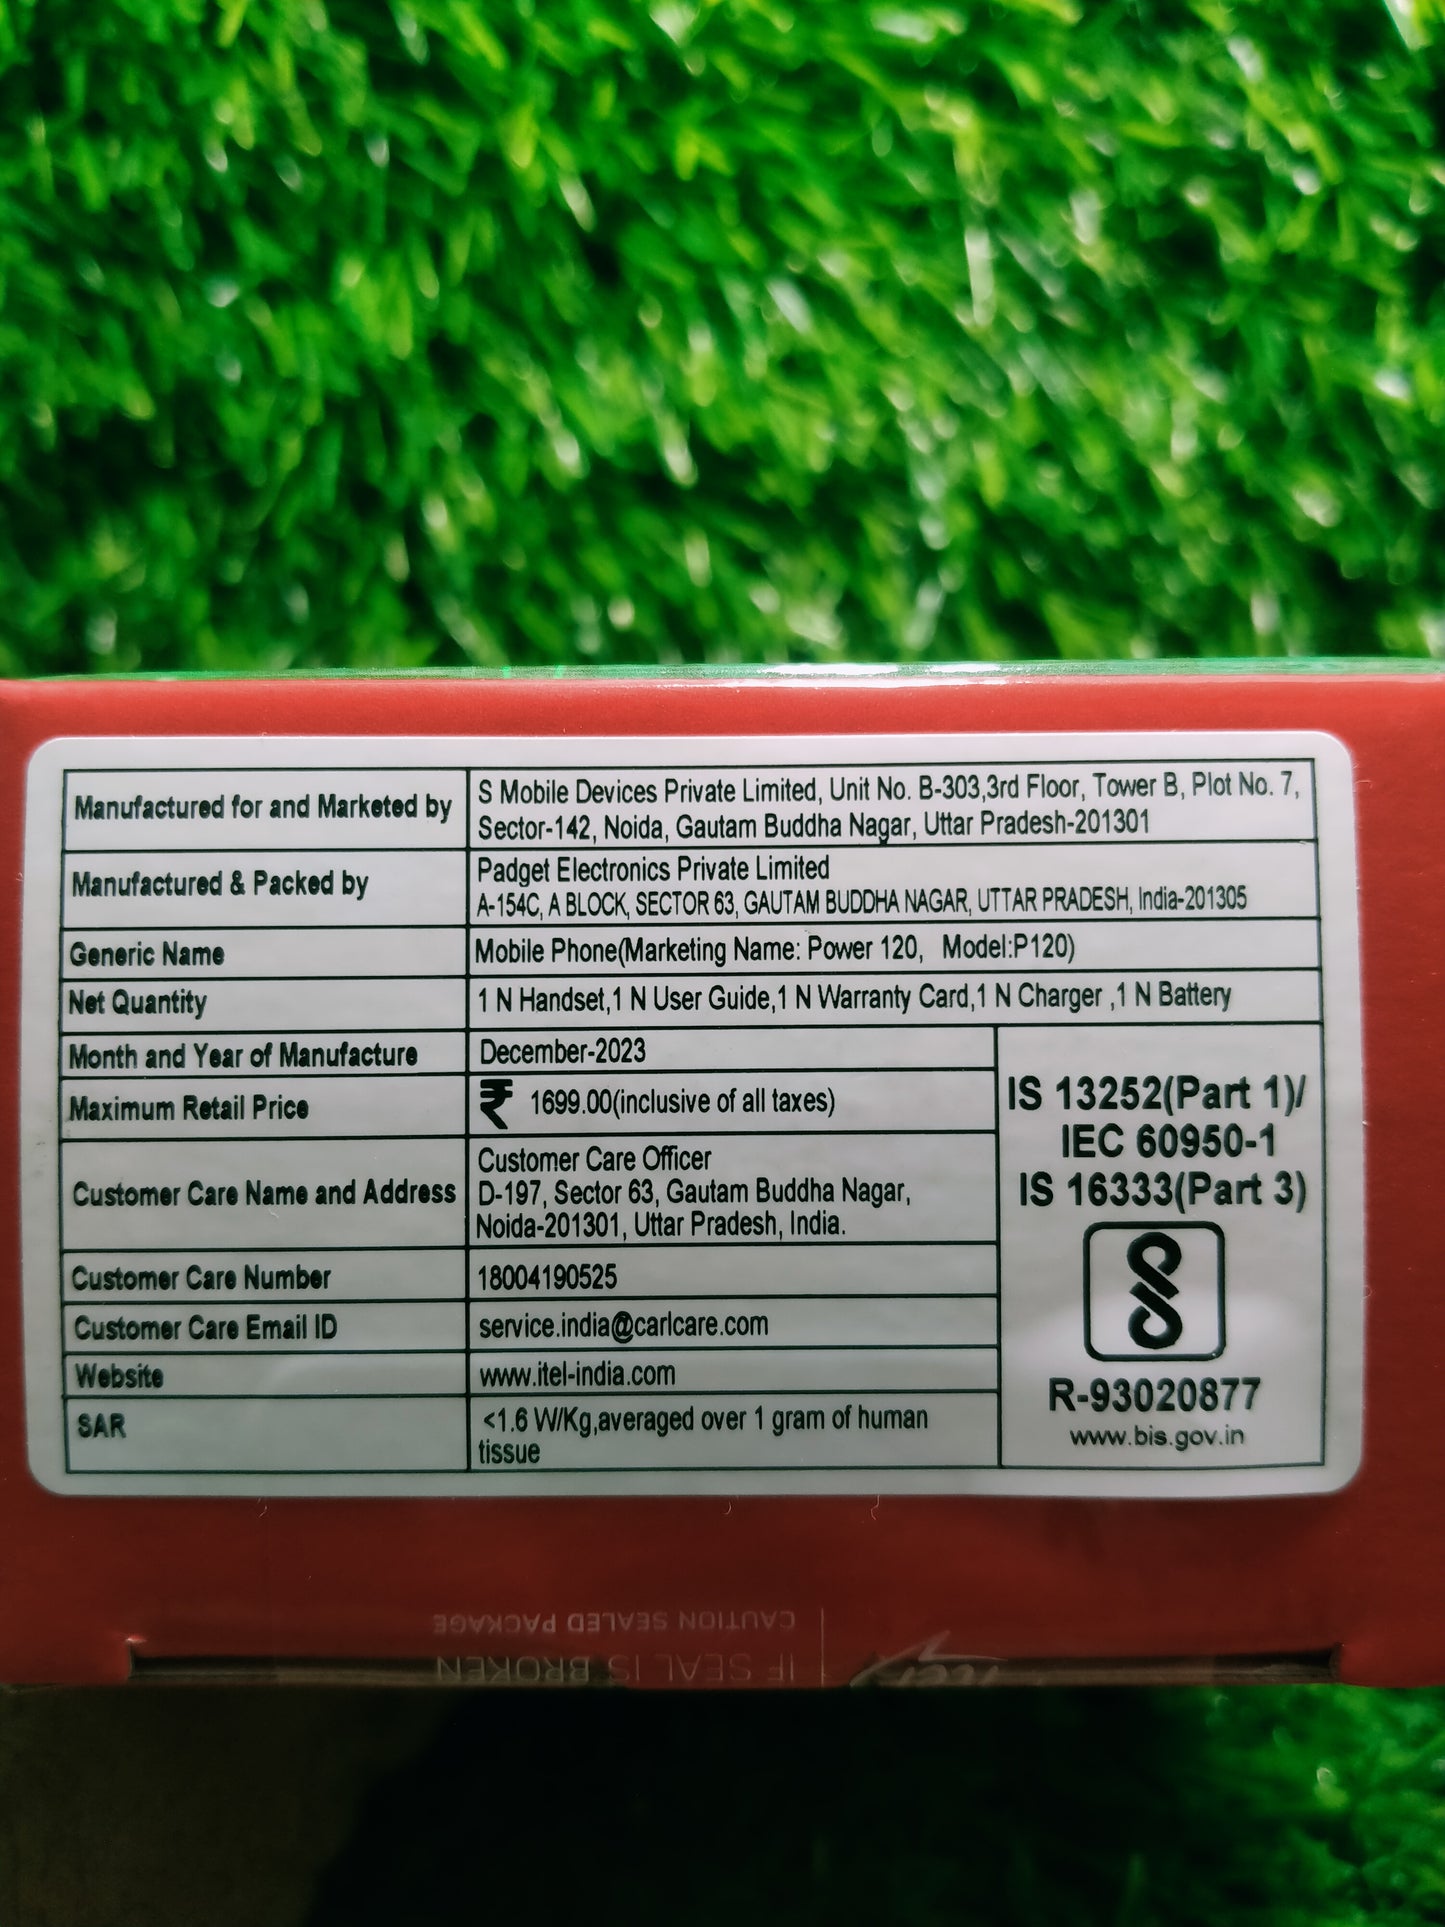 Manufactured for and Marketed by
S Mobile Devices Private Limited, Unit No. B-303,3rd Floor, Tower B, Plot No. 7,
Sector-142, Noida, Gautam Buddha Nagar, Uttar Pradesh-201301
Manufactured & Packed by
Padget Electronics Private Limited
A-154C, A BLOCK, SECTOR 63, GAUTAM BUDDHA NAGAR, UTTAR PRADESH, India-201305
Generic Name
Mobile Phone(Marketing Name: Power 120, Model:P120)
Net Quantity
1 N Handset,1 N User Guide,1 N Warranty Card,1 N Charger ,1 N Battery
Month and Year of Manufacture
December-2023
Maximum Retail Price
₹ 1699.00(inclusive of all taxes)
Customer Care Name and Address
Customer Care Officer
D-197, Sector 63, Gautam Buddha Nagar,
Noida-201301, Uttar Pradesh, India.
Customer Care Number
18004190525
Customer Care Email ID
service.india@carlcare.com
Website
www.itel-india.com
SAR
<1.6 W/Kg,averaged over 1 gram of human
tissue
IS 13252(Part 1)/
IEC 60950-1
IS 16333(Part 3)
R-93020877
www.bis.gov.in
IF SEAL IS BROKEN
CAUTION SEALED PACKAGE